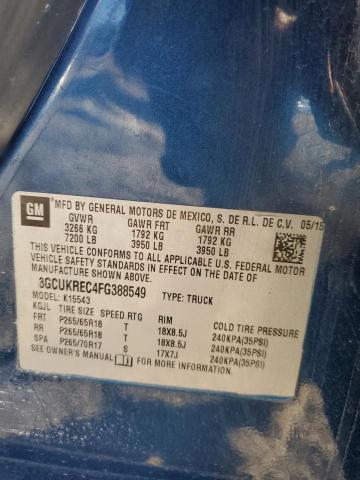 GM
MFD BY GENERAL MOTORS DE MEXICO, S. DE R.L. DE C.V. 05/15
GVWR GAWR FRT GAWR RR
3266 KG 1792 KG 1792 KG
7200 LB 3950 LB 3950 LB
THIS VEHICLE CONFORMS TO ALL APPLICABLE U.S. FEDERAL MOTOR
VEHICLE SAFETY STANDARDS IN EFFECT ON THE DATE OF
MANUFACTURE SHOWN ABOVE.
3GCUKREC4FG388549 TYPE: TRUCK
MODEL: K15543
KGJL TIRE SIZE SPEED RTG RIM COLD TIRE PRESSURE
FRT P265/65R18 T 18X8.5J 240KPA(35PSI)
RR P265/65R18 T 18X8.5J 240KPA(35PSI)
SPA P265/70R17 S 17X7J 240KPA(35PSI)
SEE OWNER'S MANUAL FOR MORE INFORMATION.